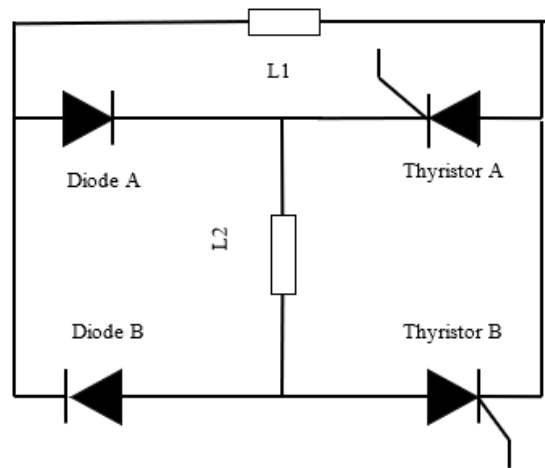 L1
Diode A
Thyristor A
L2
Diode B
Thyristor B